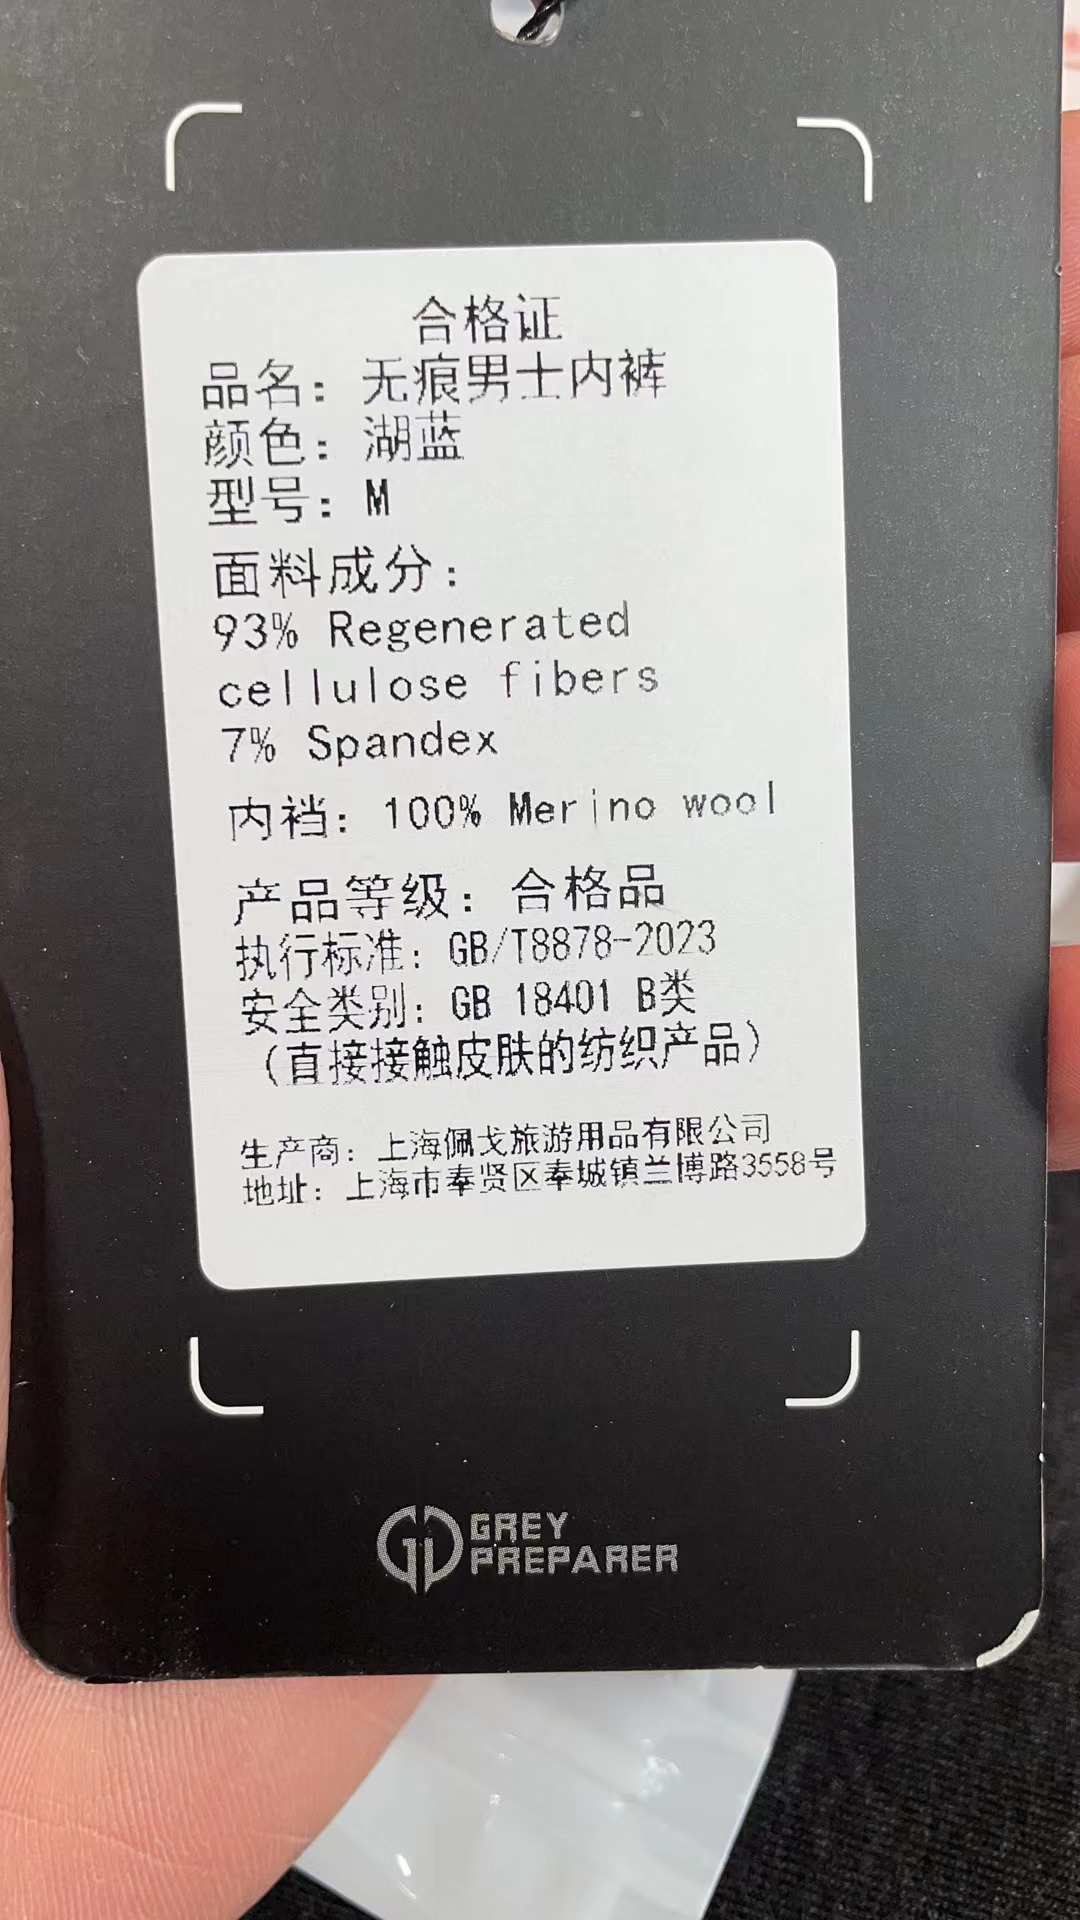 合格证
品名：无痕男士内裤
颜色：湖蓝
型号：M
面料成分：
93% Regenerated
cellulose fibers
7% Spandex
内裆：100% Merino wool
产品等级：合格品
执行标准：GB/T8878-2023
安全类别：GB 18401 B类
（直接接触皮肤的纺织产品）
生产商：上海佩戈旅游用品有限公司
地址：上海市奉贤区奉城镇兰博路3558号
GREY
PREPARER